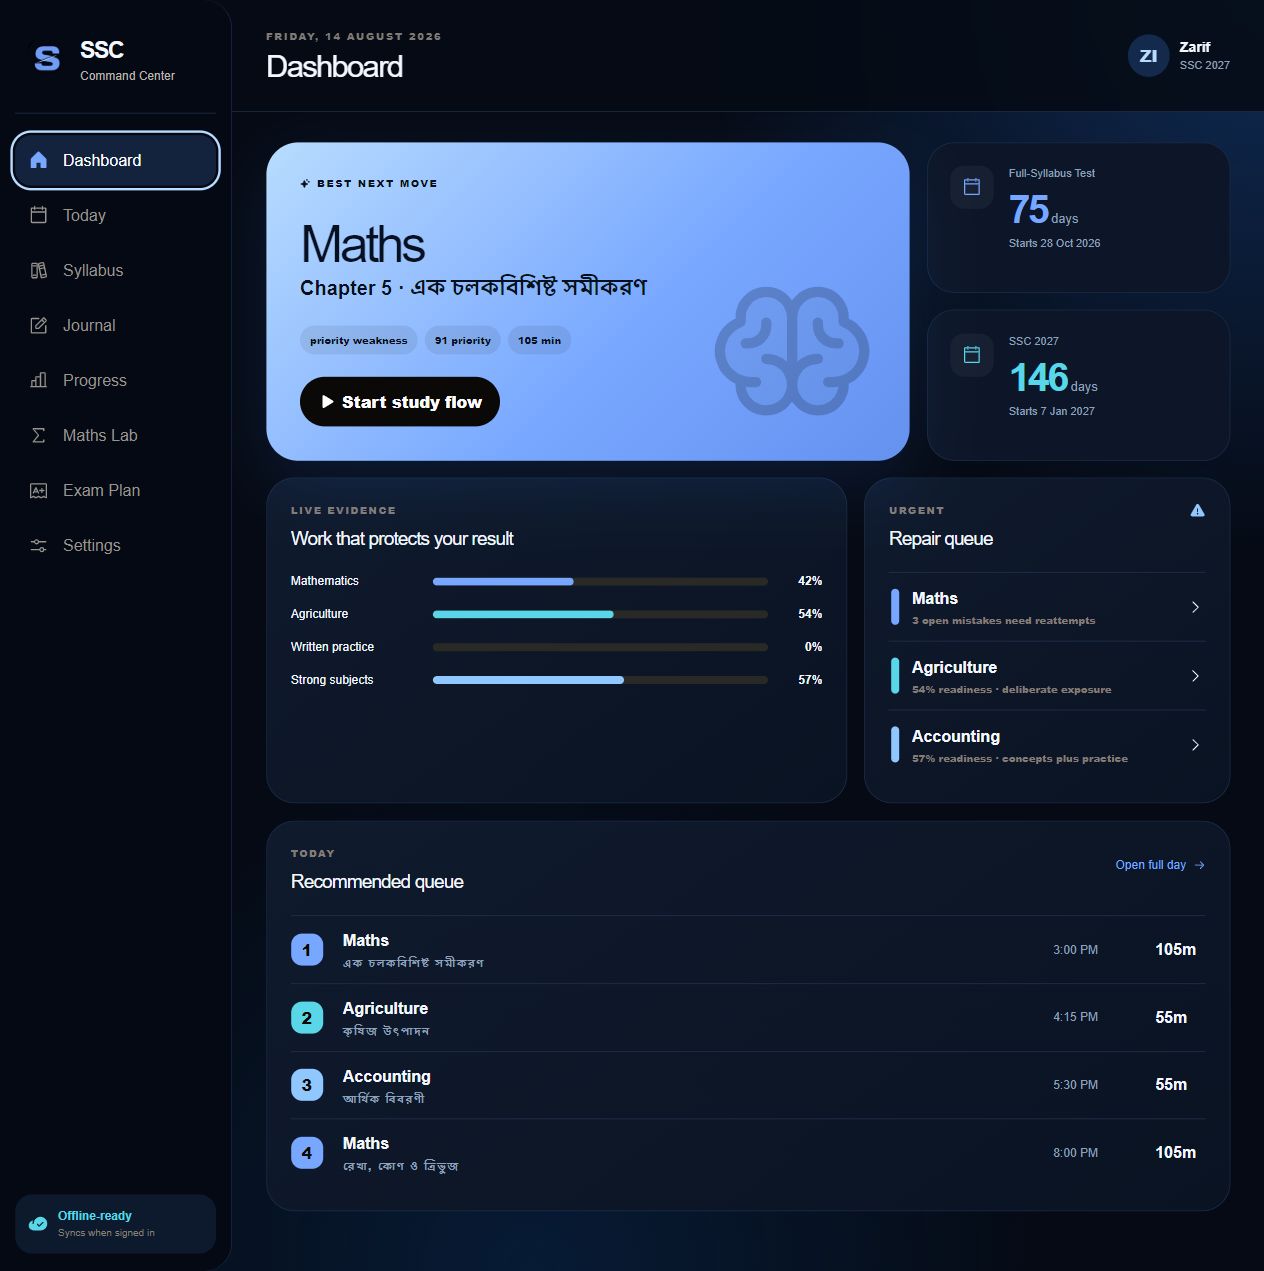 SSC
Command Center
Dashboard
Today
Syllabus
Journal
Progress
Maths Lab
Exam Plan
Settings
Offline-ready
Syncs when signed in
FRIDAY, 14 AUGUST 2026
Dashboard
ZI
Zarif
SSC 2027
BEST NEXT MOVE
Maths
Chapter 5 · এক চলকবিশিষ্ট সমীকরণ
priority weakness
91 priority
105 min
Start study flow
Full-Syllabus Test
75 days
Starts 28 Oct 2026
SSC 2027
146 days
Starts 7 Jan 2027
LIVE EVIDENCE
Work that protects your result
Mathematics 42%
Agriculture 54%
Written practice 0%
Strong subjects 57%
URGENT
Repair queue
Maths
3 open mistakes need reattempts
Agriculture
54% readiness · deliberate exposure
Accounting
57% readiness · concepts plus practice
TODAY
Recommended queue
Open full day →
1 Maths 3:00 PM 105m
এক চলকবিশিষ্ট সমীকরণ
2 Agriculture 4:15 PM 55m
কৃষিজ উৎপাদন
3 Accounting 5:30 PM 55m
আর্থিক বিবরণী
4 Maths 8:00 PM 105m
রেখা, কোণ ও ত্রিভুজ